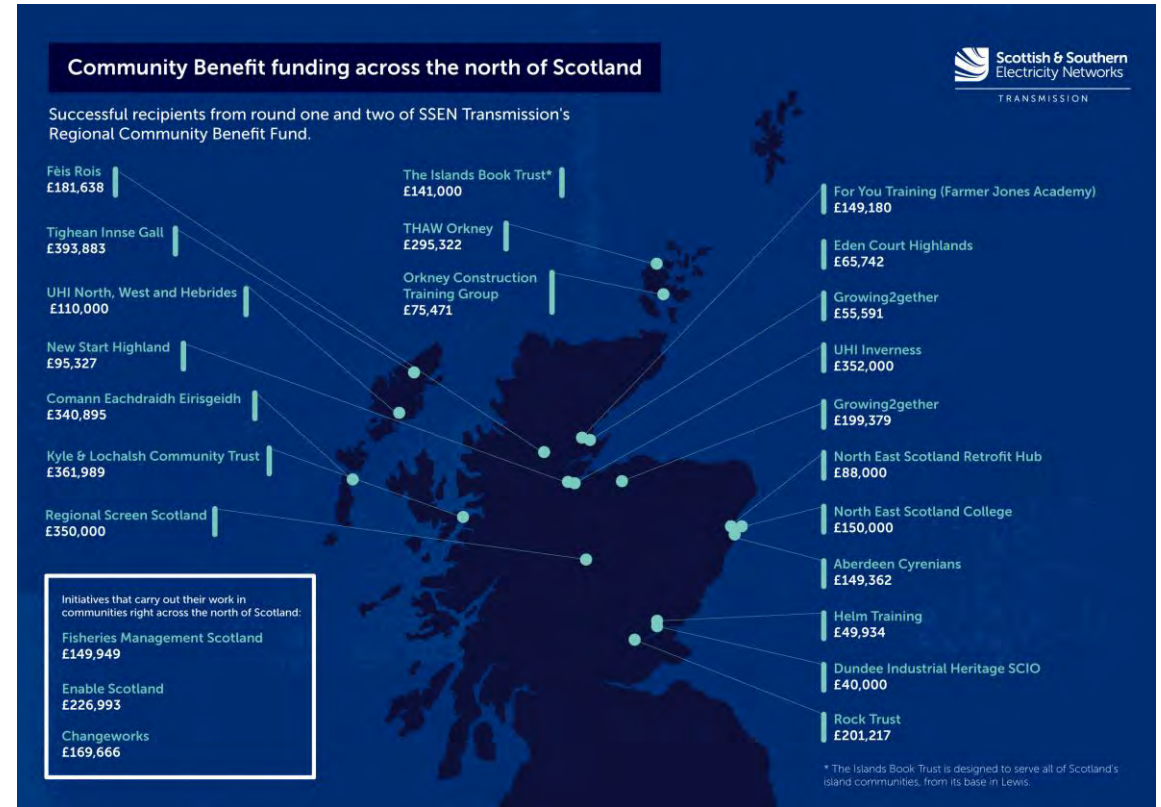 Community Benefit funding across the north of Scotland
Scottish & Southern
Electricity Networks
TRANSMISSION
Successful recipients from round one and two of SSEN Transmission's
Regional Community Benefit Fund.
Fèis Rois
£181,638
Tighean Innse Gall
£393,883
UHI North, West and Hebrides
£110,000
New Start Highland
£95,327
Comann Eachdraidh Eirisgeidh
£340,895
Kyle & Lochalsh Community Trust
£361,989
Regional Screen Scotland
£350,000
The Islands Book Trust*
£141,000
THAW Orkney
£295,322
Orkney Construction
Training Group
£75,471
For You Training (Farmer Jones Academy)
£149,180
Eden Court Highlands
£65,742
Growing2gether
£55,591
UHI Inverness
£352,000
Growing2gether
£199,379
North East Scotland Retrofit Hub
£88,000
North East Scotland College
£150,000
Aberdeen Cyrenians
£149,362
Helm Training
£49,934
Dundee Industrial Heritage SCIO
£40,000
Rock Trust
£201,217
Initiatives that carry out their work in
communities right across the north of Scotland:
Fisheries Management Scotland
£149,949
Enable Scotland
£226,993
Changeworks
£169,666
* The Islands Book Trust is designed to serve all of Scotland's
island communities, from its base in Lewis.